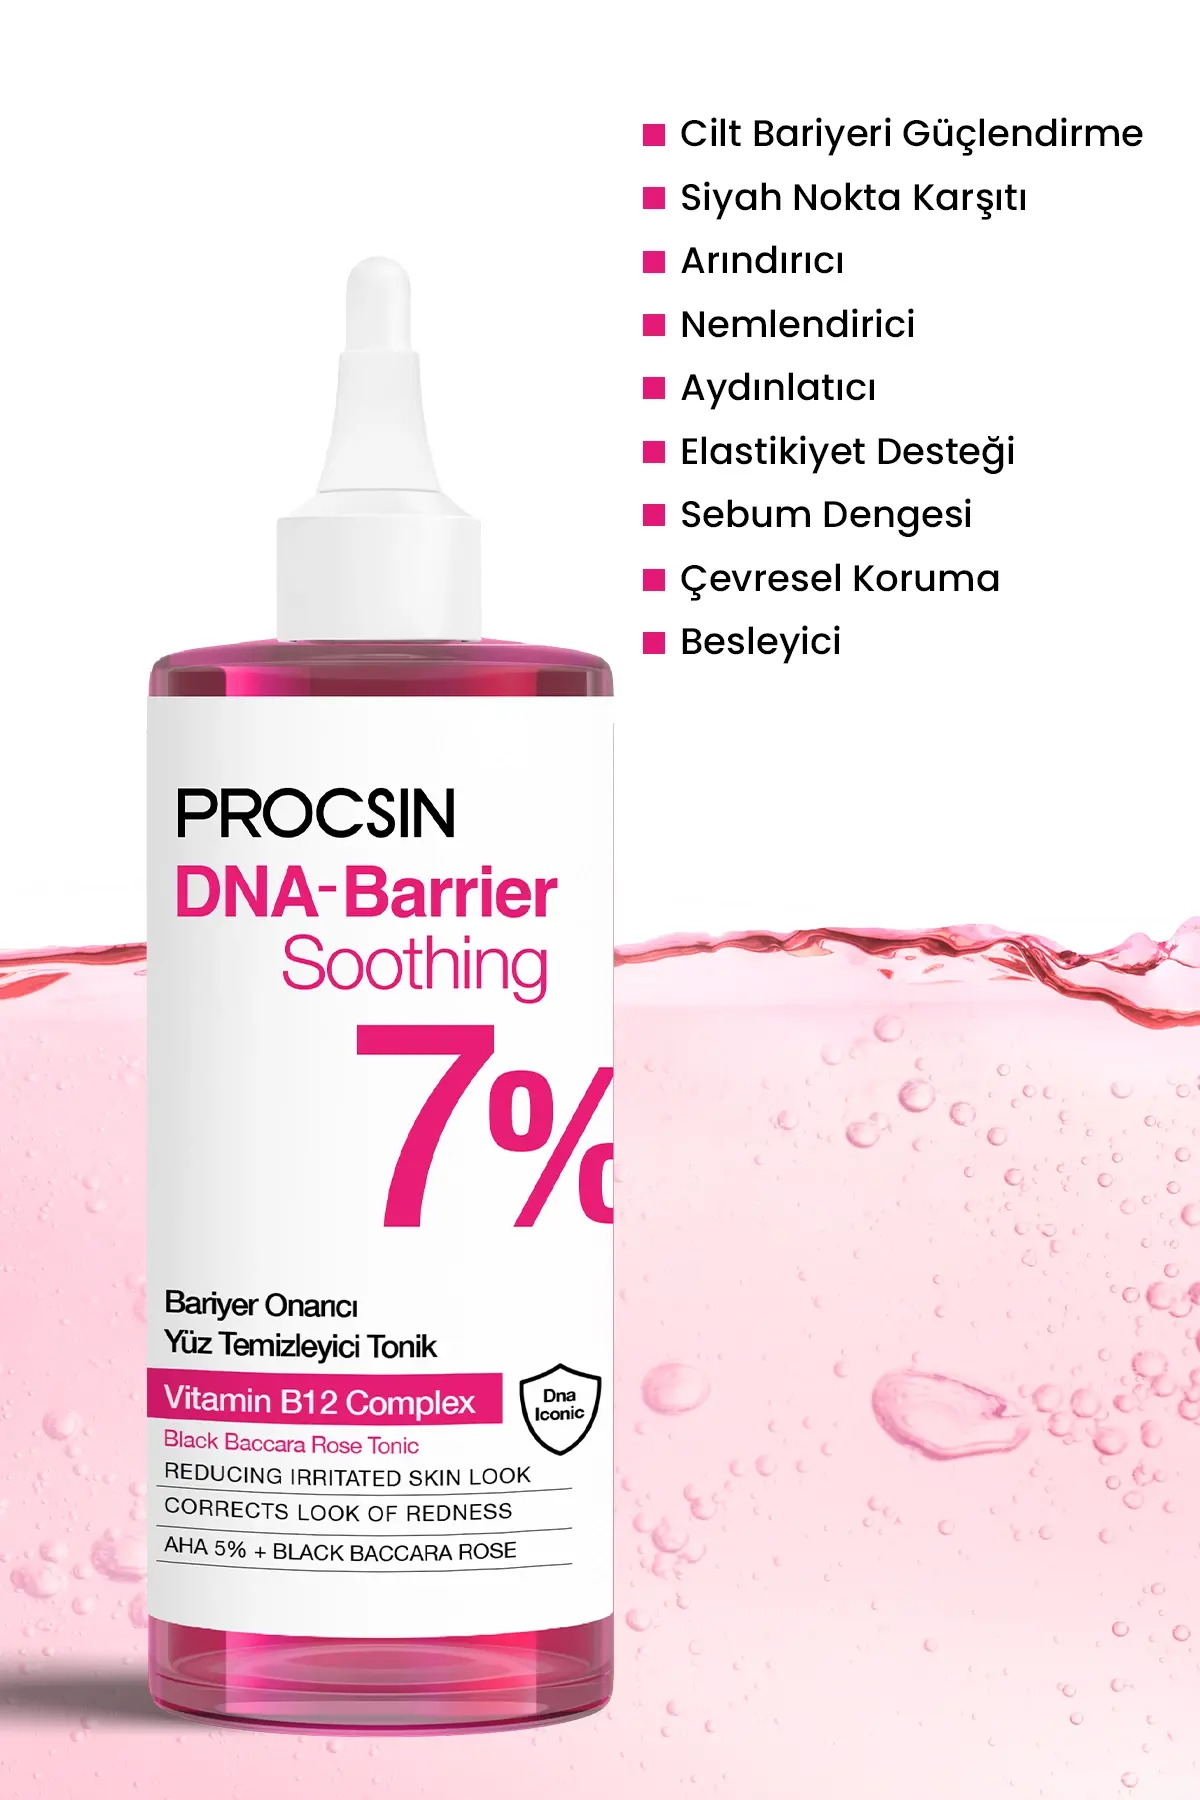 Cilt Bariyeri Güçlendirme
Siyah Nokta Karşıtı
Arındırıcı
Nemlendirici
Aydınlatıcı
Elastikiyet Desteği
Sebum Dengesi
Çevresel Koruma
Besleyici
PROCSIN
DNA-Barrier
Soothing
7%
Bariyer Onarıcı
Yüz Temizleyici Tonik
Vitamin B12 Complex
Dna
Iconic
Black Baccara Rose Tonic
REDUCING IRRITATED SKIN LOOK
CORRECTS LOOK OF REDNESS
AHA 5% + BLACK BACCARA ROSE